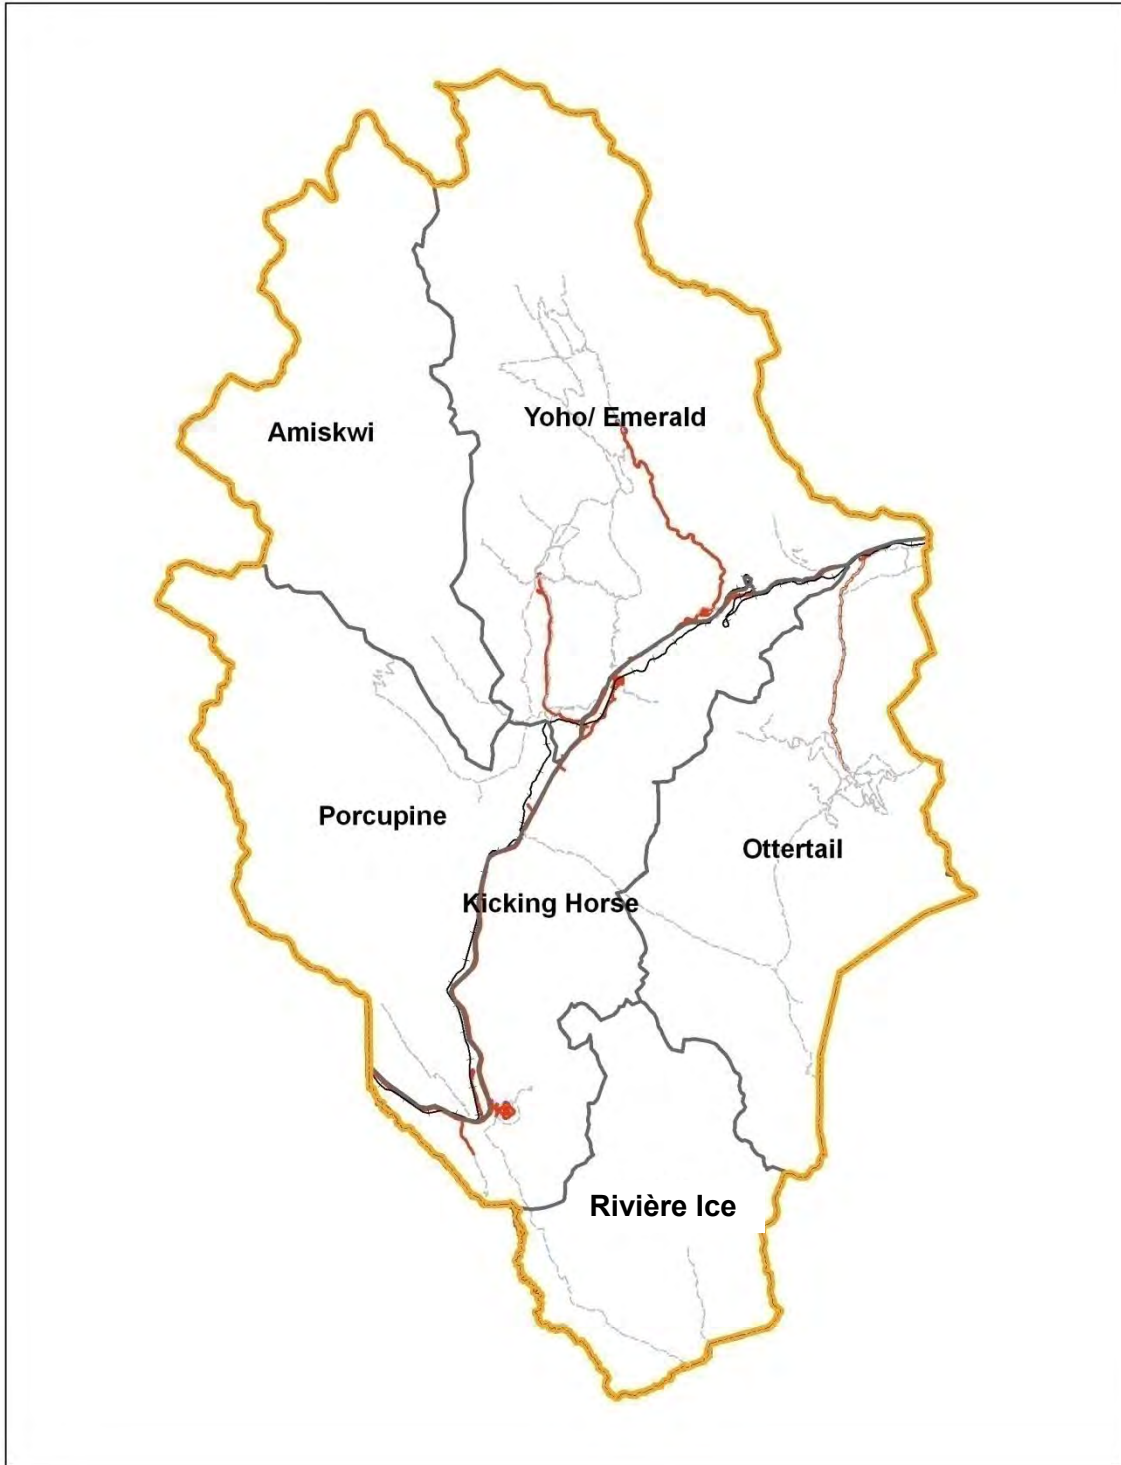 Yoho/ Emerald
Amiskwi
Porcupine
Ottertail
Kicking Horse
Rivière Ice